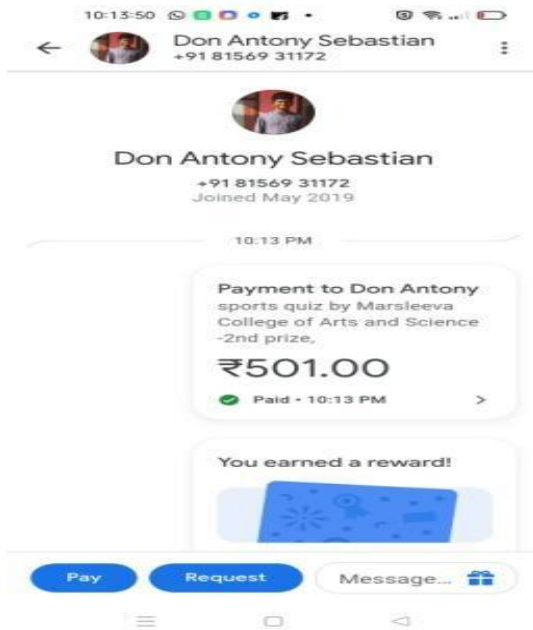 10:13:50
Don Antony Sebastian
+91 81569 31172
Don Antony Sebastian
+91 81569 31172
Joined May 2019
10:13 PM
Payment to Don Antony
sports quiz by Marsleeva
College of Arts and Science
-2nd prize,
₹501.00
Paid • 10:13 PM
You earned a reward!
Pay
Request
Message...